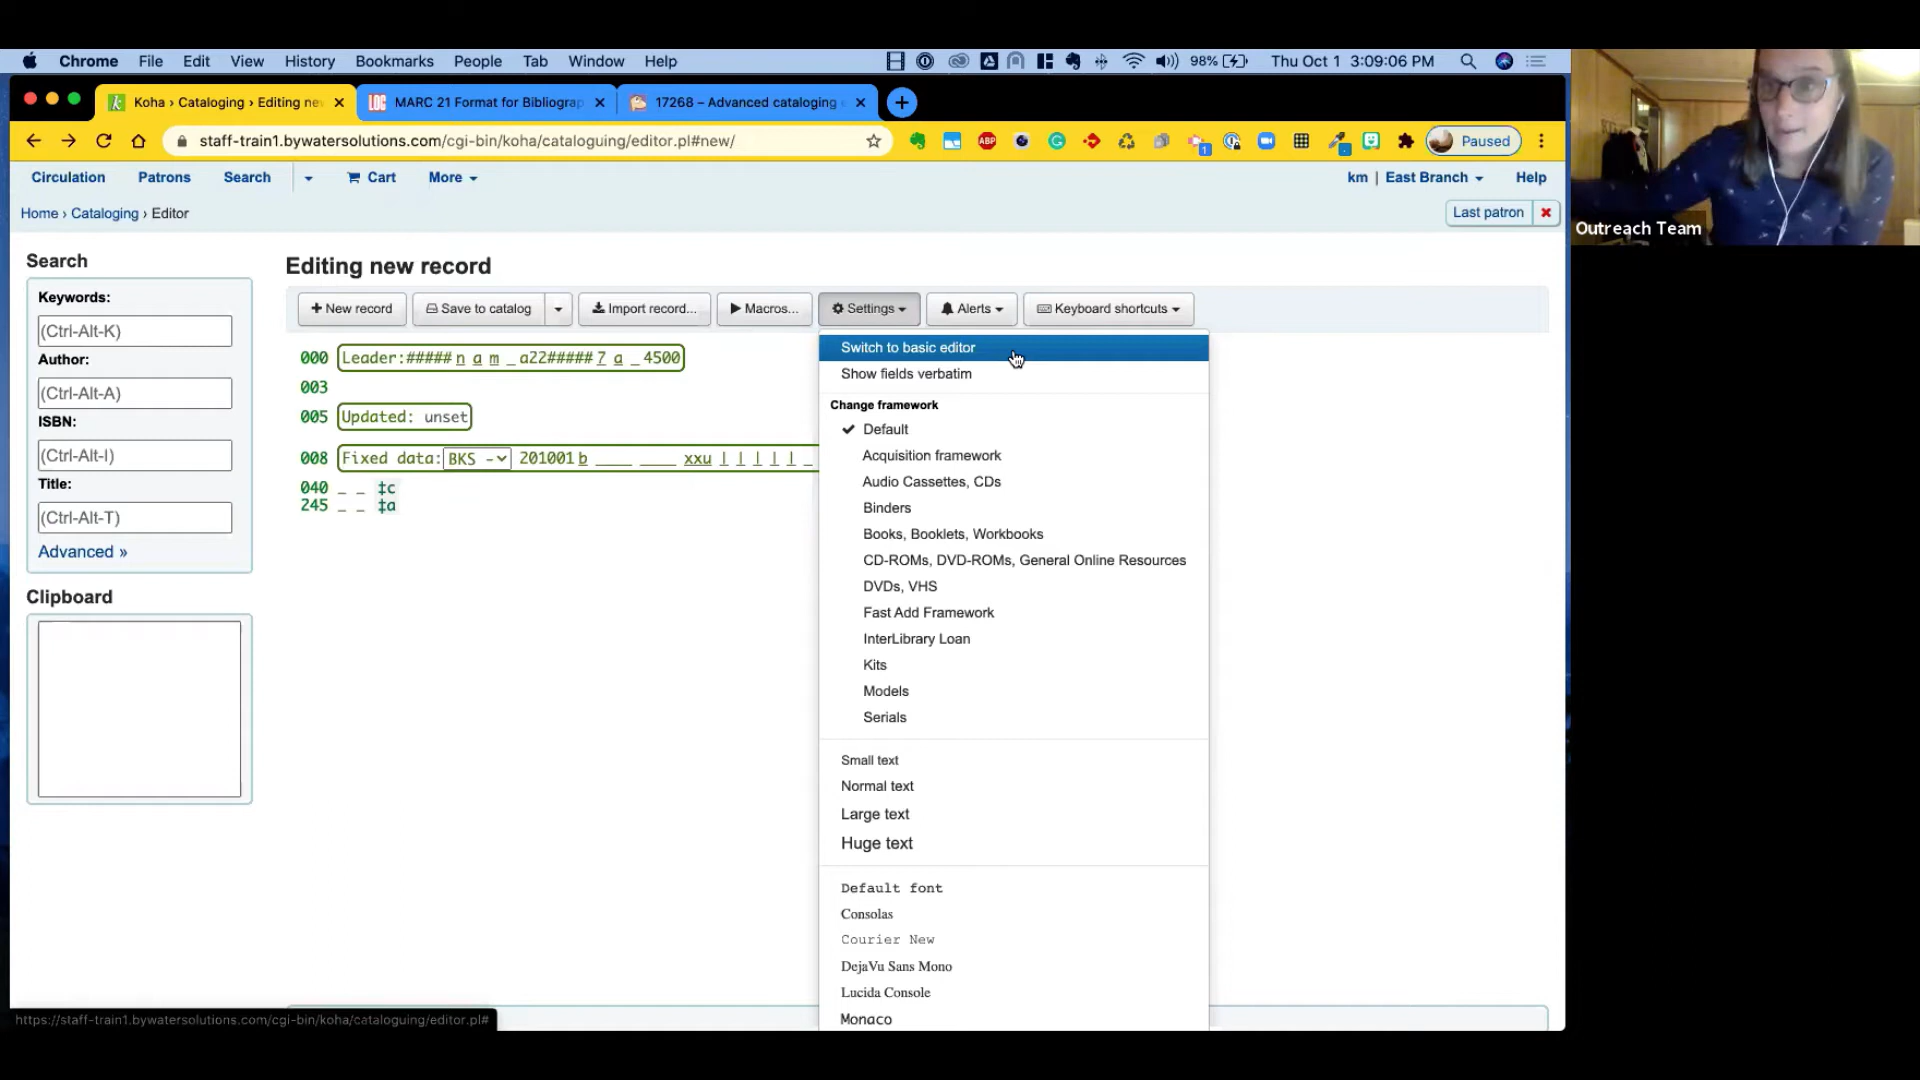 Chrome File Edit View History Bookmarks People Tab Window Help 98% Thu Oct 1 3:09:06 PM
Koha › Cataloging › Editing ne
MARC 21 Format for Bibliograp
17268 – Advanced cataloging
staff-train1.bywatersolutions.com/cgi-bin/koha/cataloguing/editor.pl#new/
ABP
1
Paused
Circulation Patrons Search Cart More
km | East Branch Help
Home › Cataloging › Editor
Last patron
Outreach Team
Search
Keywords:
(Ctrl-Alt-K)
Author:
(Ctrl-Alt-A)
ISBN:
(Ctrl-Alt-I)
Title:
(Ctrl-Alt-T)
Advanced »
Clipboard
Editing new record
+ New record Save to catalog Import record... Macros... Settings Alerts Keyboard shortcuts
000 Leader:#####n a m _a22#####7 a _4500
003
005 Updated: unset
008 Fixed data: BKS - 201001b ____ ____ xxu | | | | | _
040 _ _ ‡c
245 _ _ ‡a
Switch to basic editor
Show fields verbatim
Change framework
Default
Acquisition framework
Audio Cassettes, CDs
Binders
Books, Booklets, Workbooks
CD-ROMs, DVD-ROMs, General Online Resources
DVDs, VHS
Fast Add Framework
InterLibrary Loan
Kits
Models
Serials
Small text
Normal text
Large text
Huge text
Default font
Consolas
Courier New
DejaVu Sans Mono
Lucida Console
Monaco
https://staff-train1.bywatersolutions.com/cgi-bin/koha/cataloguing/editor.pl#